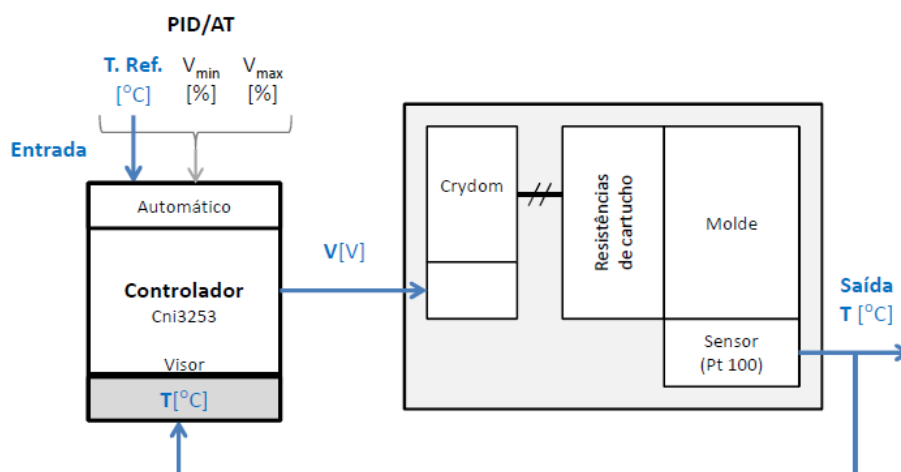 PID/AT
T. Ref. V_min V_max
[°C] [%] [%]
Entrada
Automático
Controlador
Cni3253
Visor
T[°C]
V[V]
Crydom
Resistências
de cartucho
Molde
Sensor
(Pt 100)
Saída
T [°C]